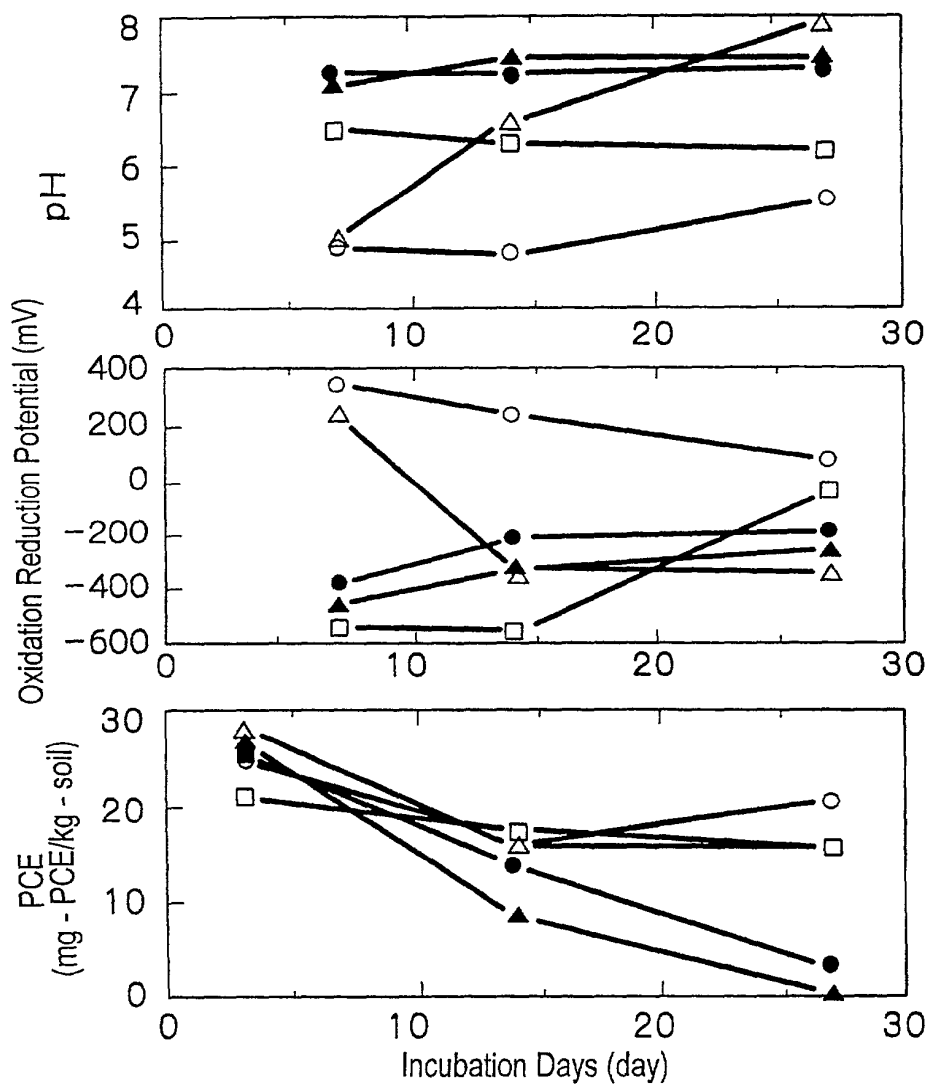 8
7
6
5
4
pH
0 10 20 30
400
200
0
-200
-400
-600
Oxidation Reduction Potential (mV)
0 10 20 30
30
20
10
0
PCE
(mg - PCE/kg - soil)
0 10 20 30
Incubation Days (day)